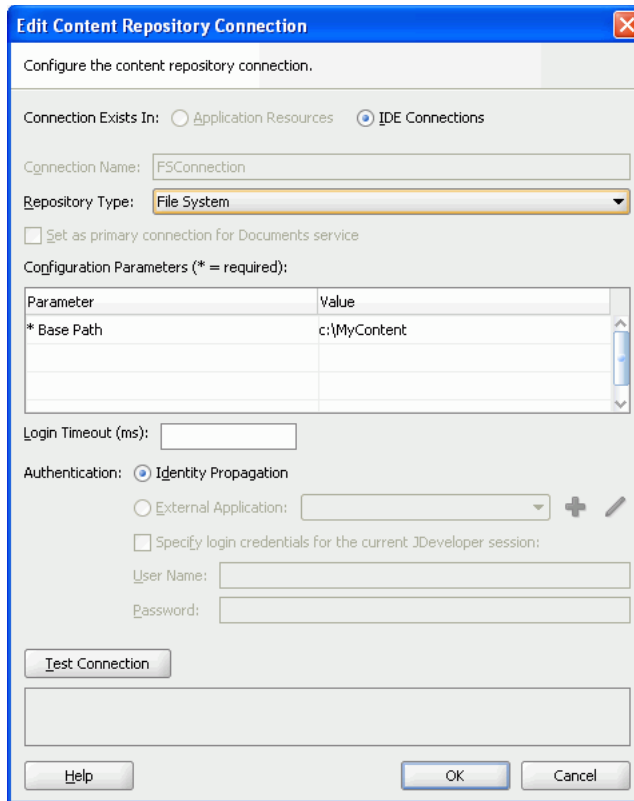 Edit Content Repository Connection
Configure the content repository connection.
Connection Exists In: Application Resources IDE Connections
Connection Name: FSConnection
Repository Type: File System
Set as primary connection for Documents service
Configuration Parameters (* = required):
Parameter Value
* Base Path c:\MyContent
Login Timeout (ms):
Authentication: Identity Propagation
External Application:
Specify login credentials for the current JDeveloper session:
User Name:
Password:
Test Connection
Help OK Cancel